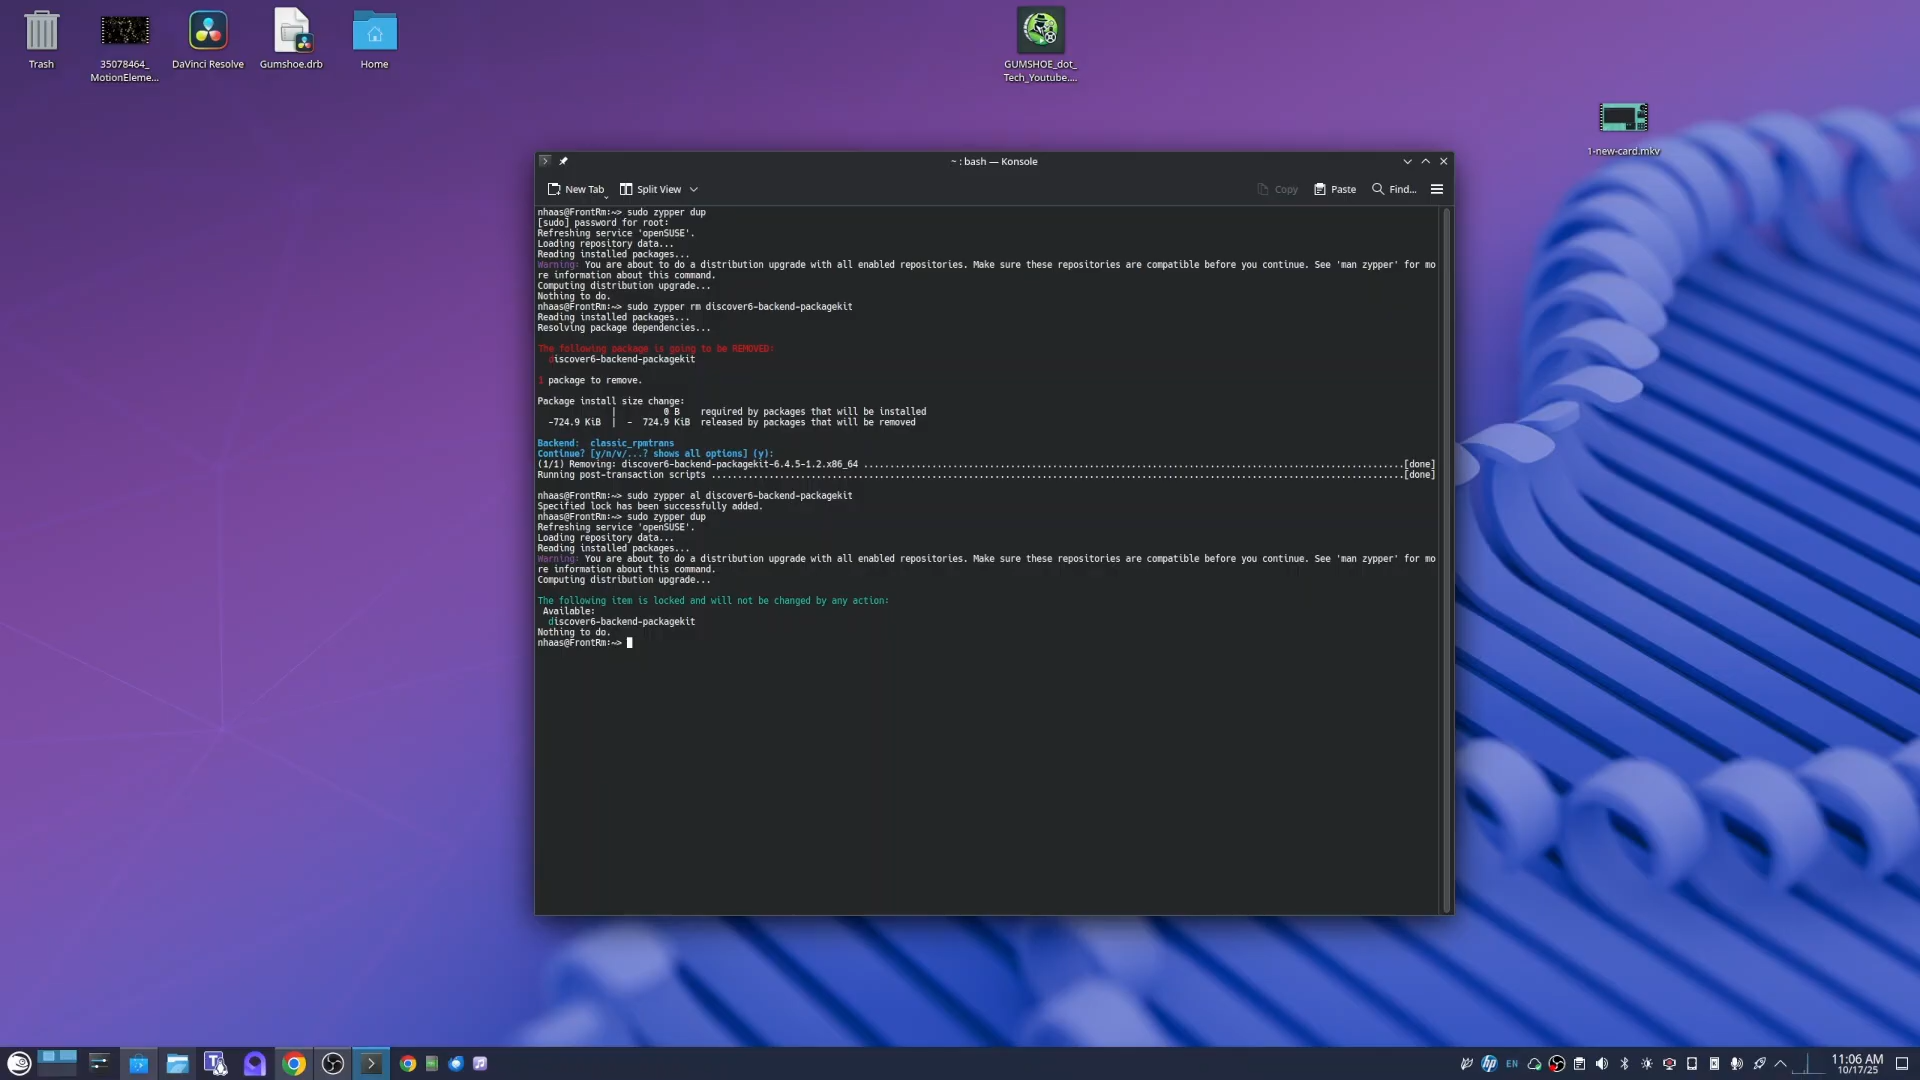 Trash
35078464_
MotionEleme...
DaVinci Resolve
Gumshoe.drb
Home
GUMSHOE_dot_
Tech_Youtube....
1-new-card.mkv
~ : bash — Konsole
New Tab
Split View
Copy
Paste
Find...
nhaas@FrontRm:~> sudo zypper dup
[sudo] password for root:
Refreshing service 'openSUSE'.
Loading repository data...
Reading installed packages...
Warning: You are about to do a distribution upgrade with all enabled repositories. Make sure these repositories are compatible before you continue. See 'man zypper' for mo
re information about this command.
Computing distribution upgrade...
Nothing to do.
nhaas@FrontRm:~> sudo zypper rm discover6-backend-packagekit
Reading installed packages...
Resolving package dependencies...
The following package is going to be REMOVED:
discover6-backend-packagekit
1 package to remove.
Package install size change:
| 0 B required by packages that will be installed
-724.9 KiB | - 724.9 KiB released by packages that will be removed
Backend: classic_rpmtrans
Continue? [y/n/v/...? shows all options] (y):
(1/1) Removing: discover6-backend-packagekit-6.4.5-1.2.x86_64 ........................................[done]
Running post-transaction scripts ........................................[done]
nhaas@FrontRm:~> sudo zypper al discover6-backend-packagekit
Specified lock has been successfully added.
nhaas@FrontRm:~> sudo zypper dup
Refreshing service 'openSUSE'.
Loading repository data...
Reading installed packages...
Warning: You are about to do a distribution upgrade with all enabled repositories. Make sure these repositories are compatible before you continue. See 'man zypper' for mo
re information about this command.
Computing distribution upgrade...
The following item is locked and will not be changed by any action:
Available:
discover6-backend-packagekit
Nothing to do.
nhaas@FrontRm:~>
T
hp
EN
11:06 AM
10/17/25